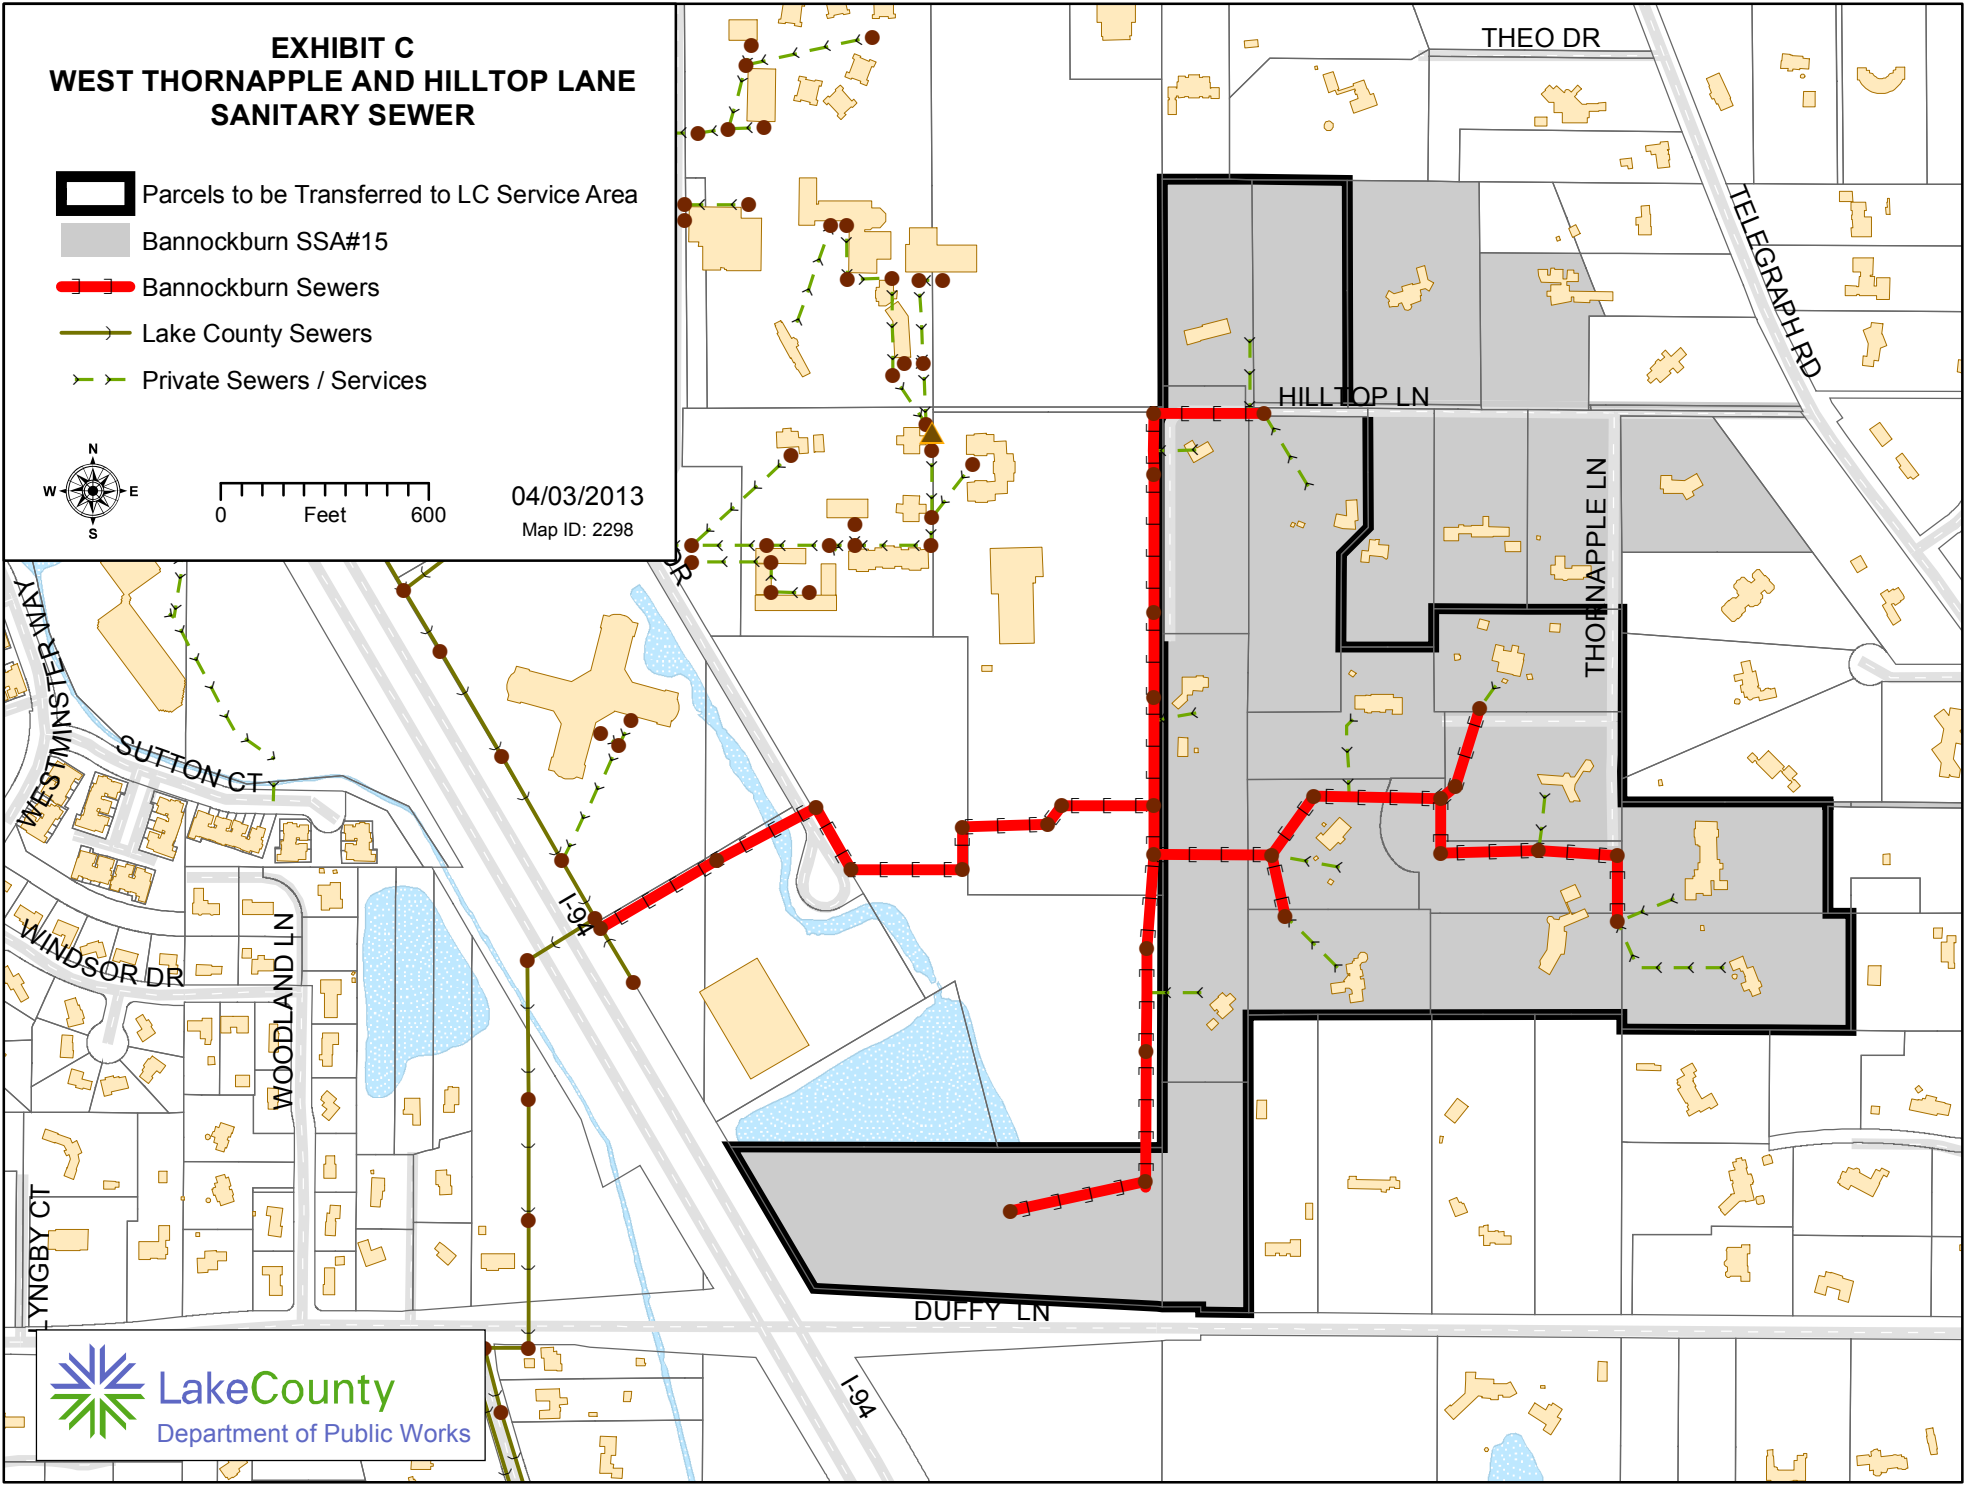 EXHIBIT C
WEST THORNAPPLE AND HILLTOP LANE
SANITARY SEWER
Parcels to be Transferred to LC Service Area
Bannockburn SSA#15
Bannockburn Sewers
Lake County Sewers
Private Sewers / Services
N
W E
S
0 Feet 600
04/03/2013
Map ID: 2298
THEO DR
TELEGRAPH RD
HILLTOP LN
THORNAPPLE LN
DR
WESTMINSTER WAY
SUTTON CT
I-94
WINDSOR DR
WOODLAND LN
LYNGBY CT
DUFFY LN
I-94
LakeCounty
Department of Public Works